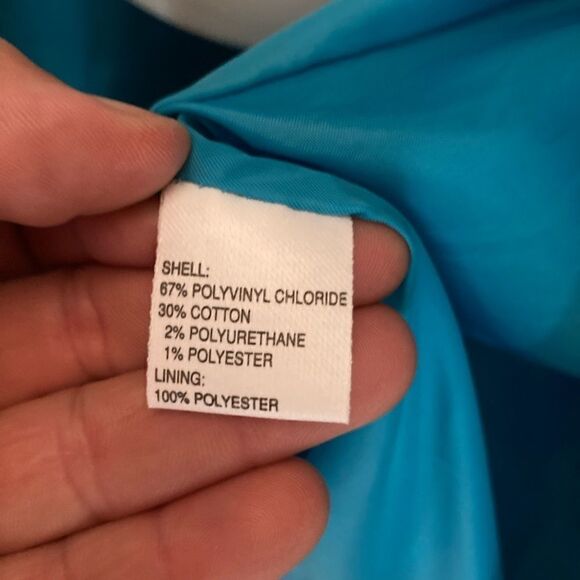 SHELL:
67% POLYVINYL CHLORIDE
30% COTTON
2% POLYURETHANE
1% POLYESTER
LINING:
100% POLYESTER